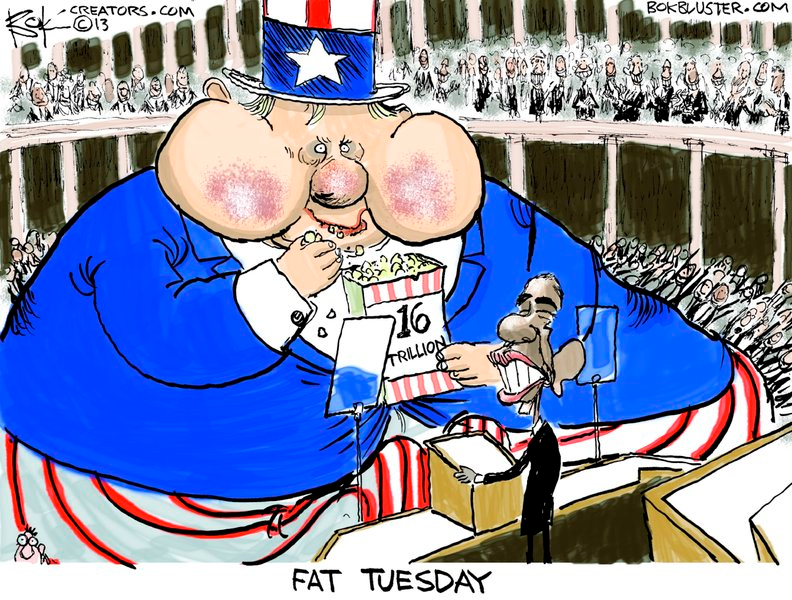 BOK
CREATORS.COM
©13
BOKBLUSTER.COM
16
TRILLION
FAT TUESDAY